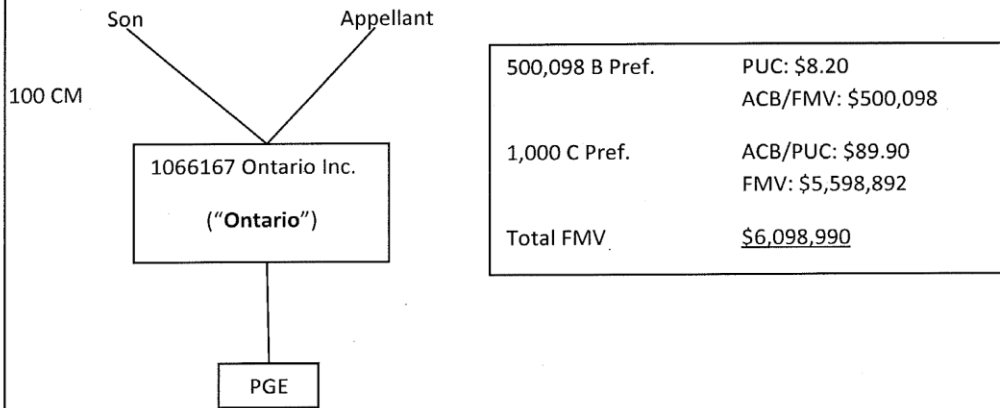 Son Appellant
100 CM
1066167 Ontario Inc.
("Ontario")
PGE
500,098 B Pref. PUC: $8.20
ACB/FMV: $500,098
1,000 C Pref. ACB/PUC: $89.90
FMV: $5,598,892
Total FMV $6,098,990